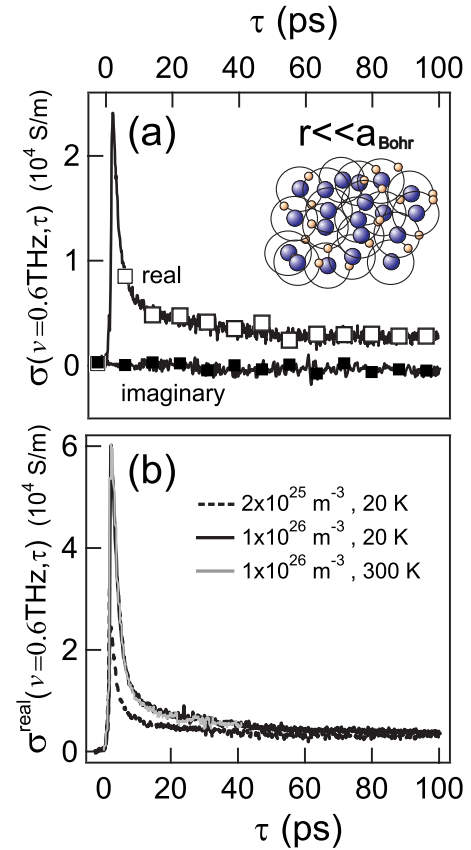 τ (ps)
0 20 40 60 80 100
(a)
r<<aBohr
σ(ν=0.6THz,τ) (10⁴ S/m)
2
1
0
real
imaginary
(b)
σ^real(ν=0.6THz,τ) (10⁴ S/m)
6
4
2
0
2x10²⁵ m⁻³ , 20 K
1x10²⁶ m⁻³ , 20 K
1x10²⁶ m⁻³ , 300 K
0 20 40 60 80 100
τ (ps)